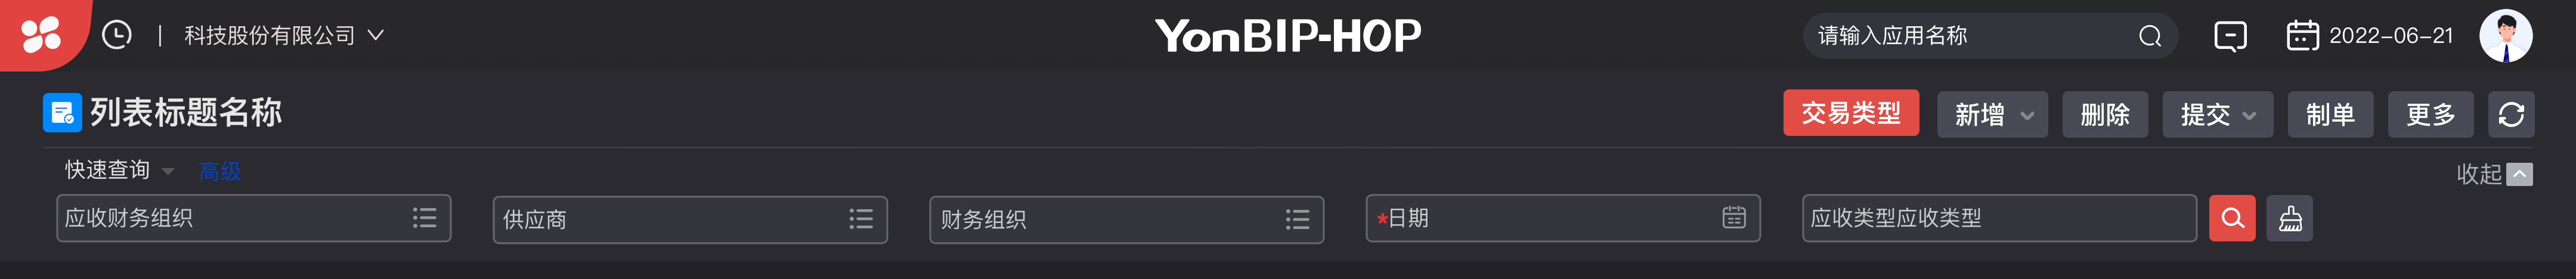 | 科技股份有限公司 YonBIP-HOP 请输入应用名称 2022-06-21
列表标题名称 交易类型 新增 删除 提交 制单 更多
快速查询 高级 收起
应收财务组织 供应商 财务组织 *日期 应收类型应收类型